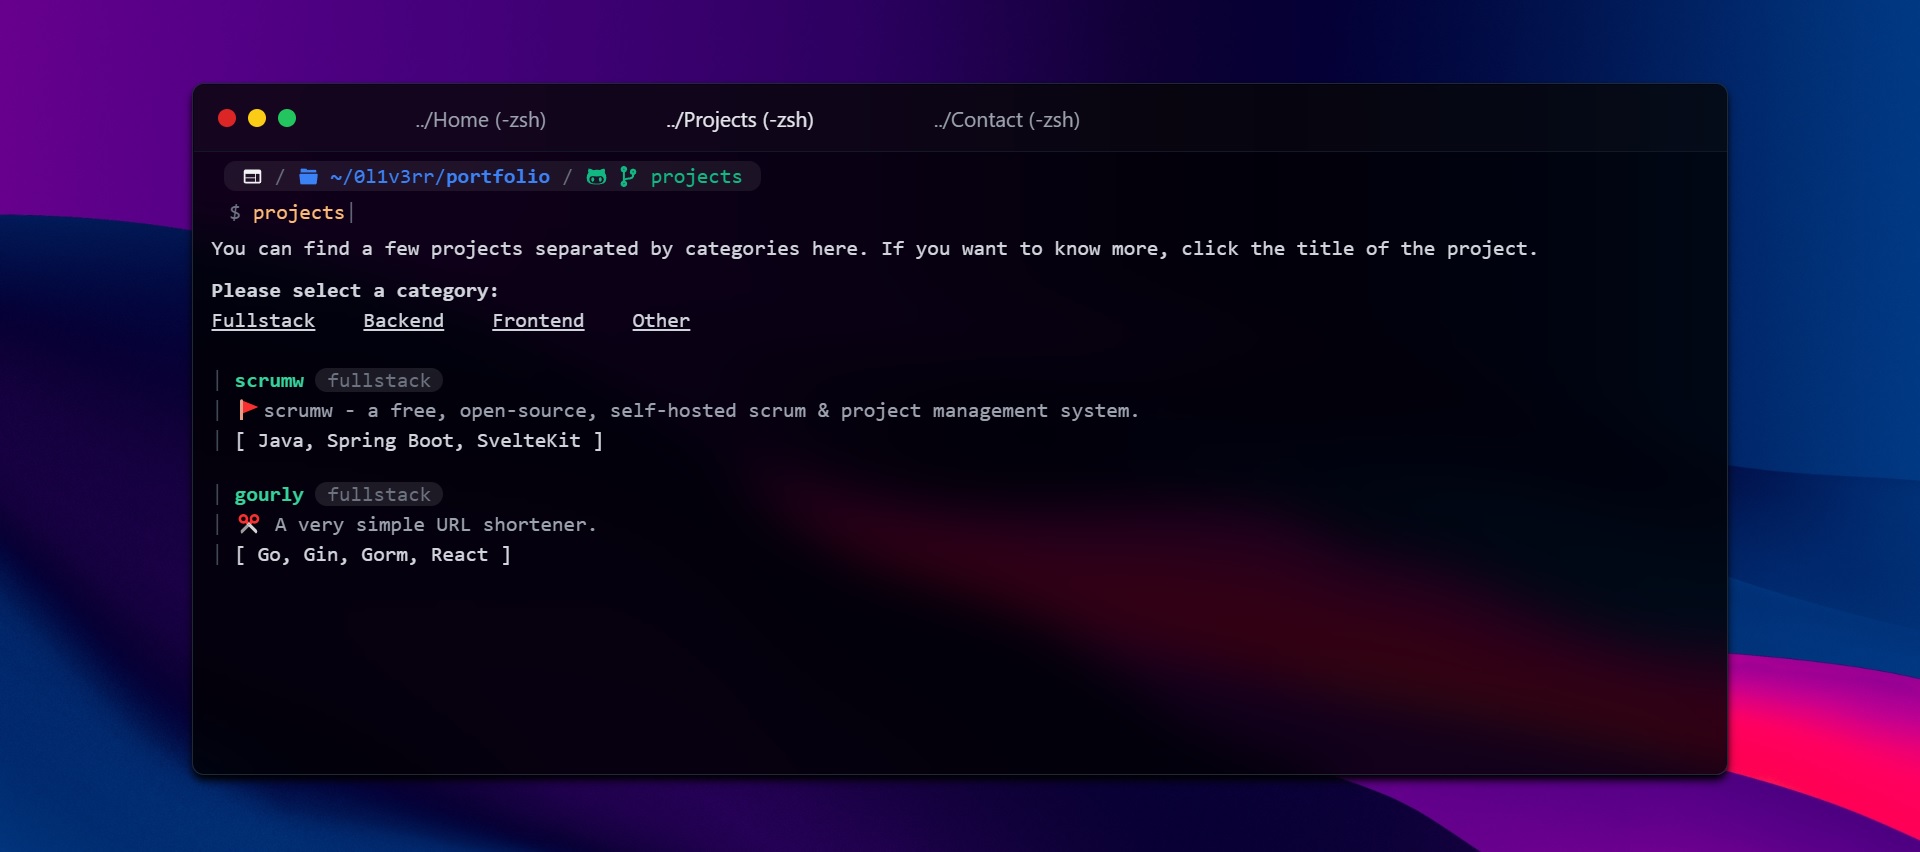 ../Home (-zsh) ../Projects (-zsh) ../Contact (-zsh)
/ ~/0l1v3rr/portfolio / projects
$ projects
You can find a few projects separated by categories here. If you want to know more, click the title of the project.
Please select a category:
Fullstack Backend Frontend Other
| scrumw fullstack
| 🚩scrumw - a free, open-source, self-hosted scrum & project management system.
| [ Java, Spring Boot, SvelteKit ]
| gourly fullstack
| ✂️ A very simple URL shortener.
| [ Go, Gin, Gorm, React ]